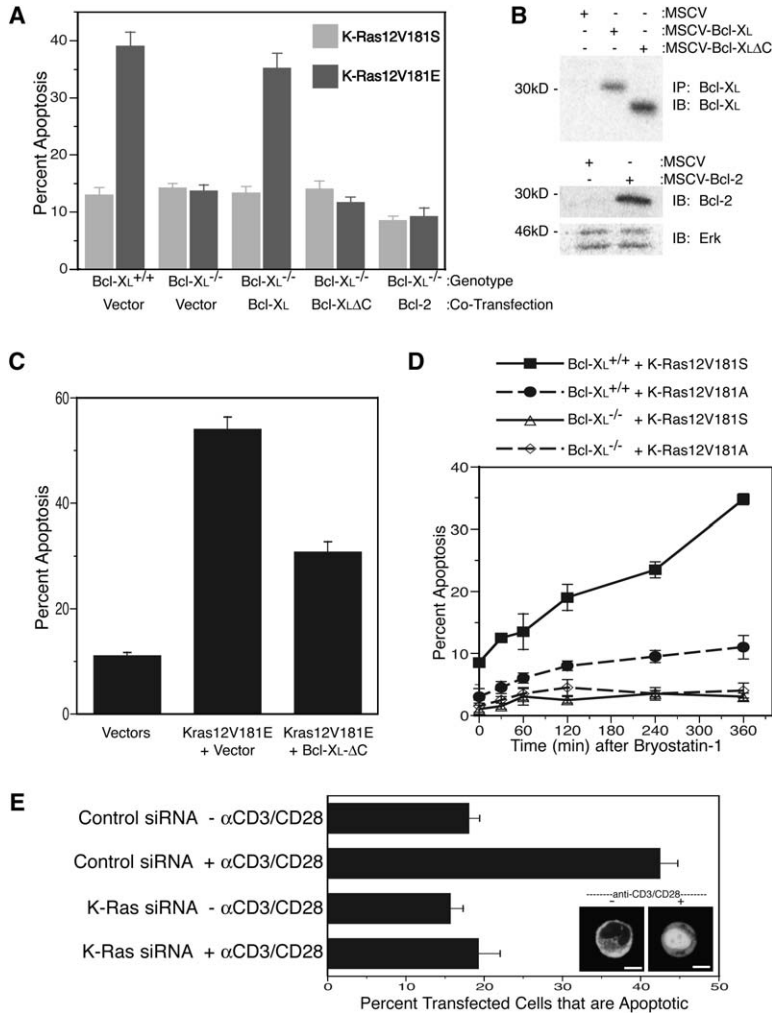 A
K-Ras12V181S
K-Ras12V181E
Percent Apoptosis
40
30
20
10
0
Bcl-XL+/+ Bcl-XL-/- Bcl-XL-/- Bcl-XL-/- Bcl-XL-/- :Genotype
Vector Vector Bcl-XL Bcl-XLΔC Bcl-2 :Co-Transfection
B
+ - - :MSCV
- + - :MSCV-Bcl-XL
- - + :MSCV-Bcl-XLΔC
30kD -
IP: Bcl-XL
IB: Bcl-XL
+ - :MSCV
- + :MSCV-Bcl-2
30kD -
IB: Bcl-2
46kD -
IB: Erk
C
Percent Apoptosis
60
40
20
0
Vectors Kras12V181E Kras12V181E
+ Vector + Bcl-XL-ΔC
D
Bcl-XL+/+ + K-Ras12V181S
Bcl-XL+/+ + K-Ras12V181A
Bcl-XL-/- + K-Ras12V181S
Bcl-XL-/- + K-Ras12V181A
Percent Apoptosis
40
30
20
10
0
0 60 120 180 240 300 360
Time (min) after Bryostatin-1
E
Control siRNA - αCD3/CD28
Control siRNA + αCD3/CD28
K-Ras siRNA - αCD3/CD28
K-Ras siRNA + αCD3/CD28
--------anti-CD3/CD28--------
- +
0 10 20 30 40 50
Percent Transfected Cells that are Apoptotic